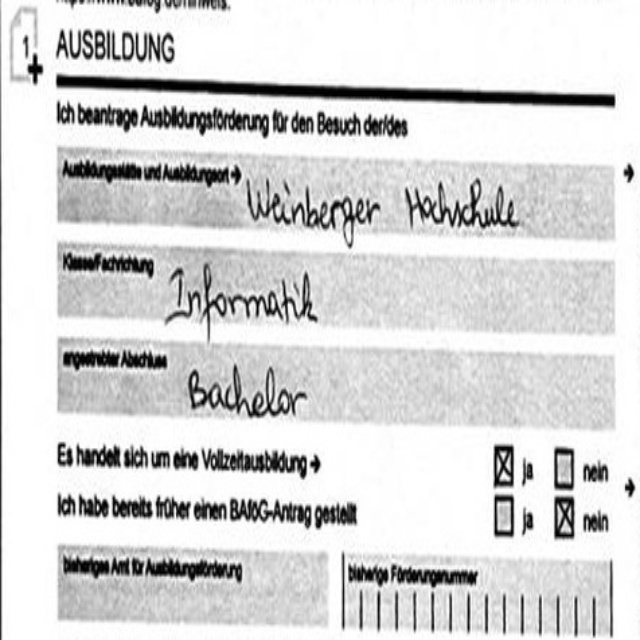 1 AUSBILDUNG
Ich beantrage Ausbildungsförderung für den Besuch der/des
Ausbildungsstätte und Ausbildungsort →
Weinberger Hochschule
Klasse/Fachrichtung
Informatik
angestrebter Abschluss
Bachelor
Es handelt sich um eine Vollzeitausbildung → ja nein
Ich habe bereits früher einen BAföG-Antrag gestellt ja nein
bisheriges Amt für Ausbildungsförderung bisherige Förderungsnummer